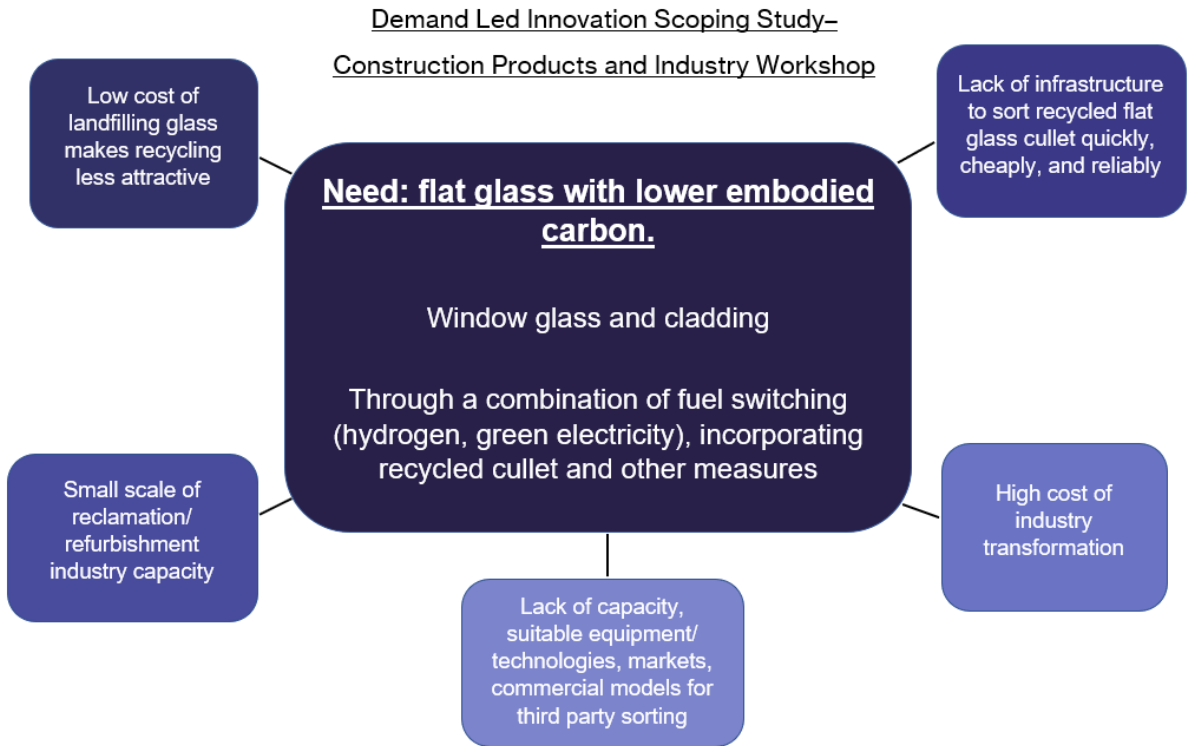 Demand Led Innovation Scoping Study–
Construction Products and Industry Workshop
Low cost of
landfilling glass
makes recycling
less attractive
Lack of infrastructure
to sort recycled flat
glass cullet quickly,
cheaply, and reliably
Need: flat glass with lower embodied
carbon.
Window glass and cladding
Through a combination of fuel switching
(hydrogen, green electricity), incorporating
recycled cullet and other measures
Small scale of
reclamation/
refurbishment
industry capacity
High cost of
industry
transformation
Lack of capacity,
suitable equipment/
technologies, markets,
commercial models for
third party sorting